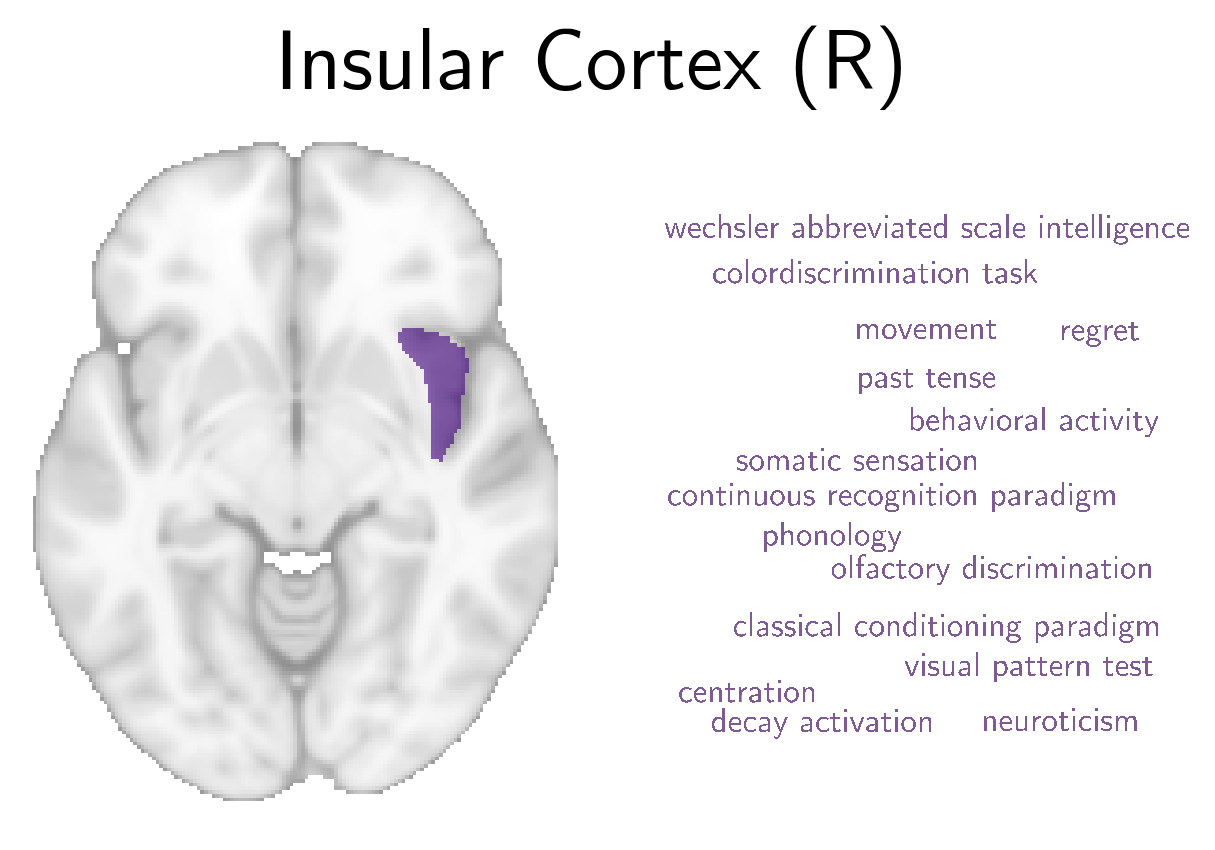 Insular Cortex (R)
wechsler abbreviated scale intelligence
colordiscrimination task
movement regret
past tense
behavioral activity
somatic sensation
continuous recognition paradigm
phonology
olfactory discrimination
classical conditioning paradigm
visual pattern test
centration
decay activation neuroticism